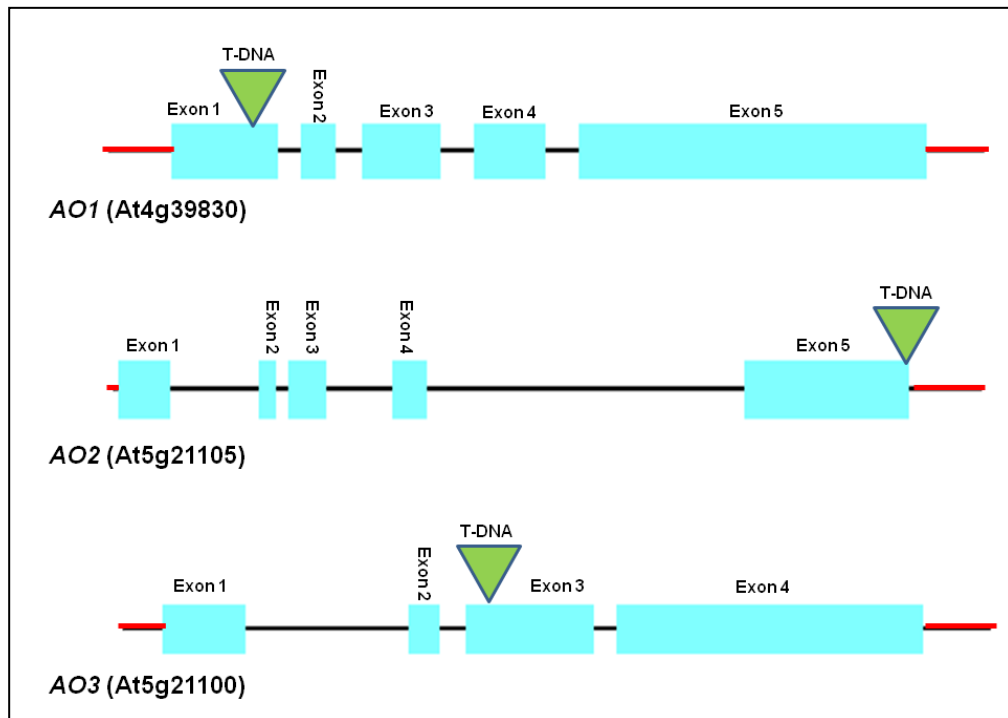 T-DNA
Exon 1
Exon 2
Exon 3
Exon 4
Exon 5
AO1 (At4g39830)
T-DNA
Exon 1
Exon 2
Exon 3
Exon 4
Exon 5
AO2 (At5g21105)
T-DNA
Exon 1
Exon 2
Exon 3
Exon 4
AO3 (At5g21100)